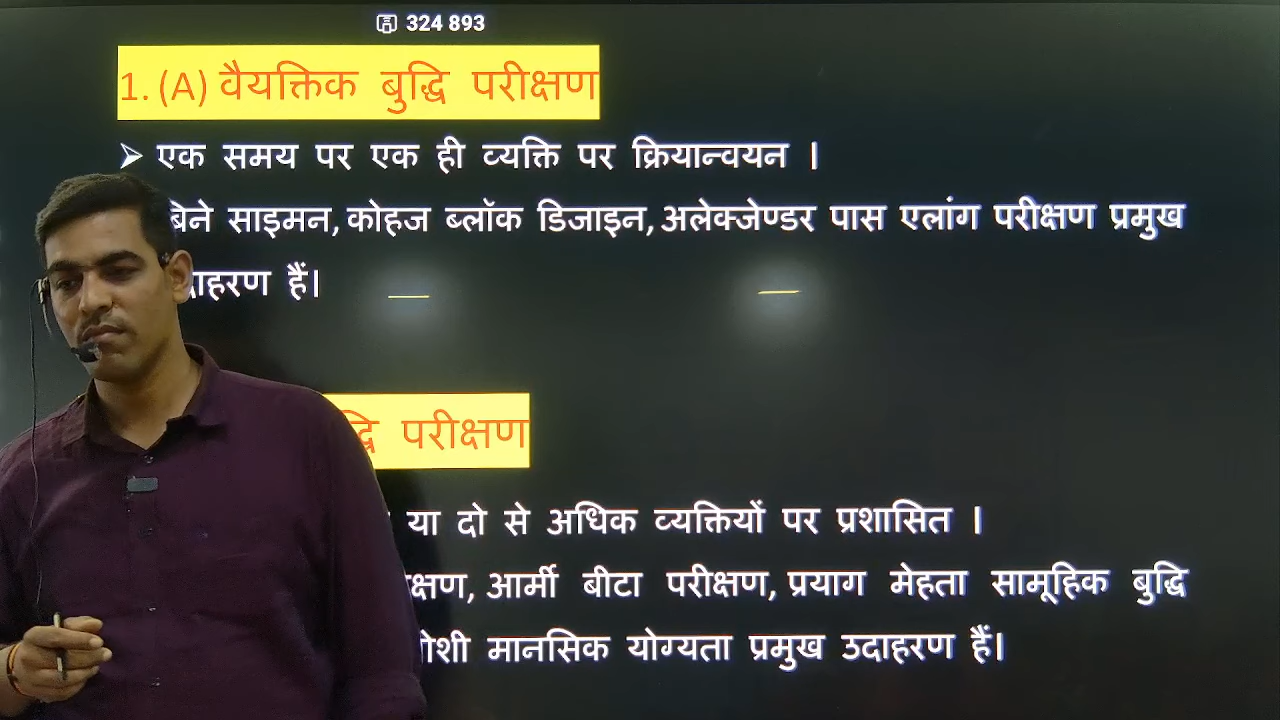 324 893
1. (A) वैयक्तिक बुद्धि परीक्षण
➤ एक समय पर एक ही व्यक्ति पर क्रियान्वयन ।
बिने साइमन, कोहज ब्लॉक डिजाइन, अलेक्जेण्डर पास एलांग परीक्षण प्रमुख
हैं।
परीक्षण
या दो से अधिक व्यक्तियों पर प्रशासित ।
आर्मी बीटा परीक्षण, प्रयाग मेहता सामूहिक बुद्धि
मानसिक योग्यता प्रमुख उदाहरण हैं।